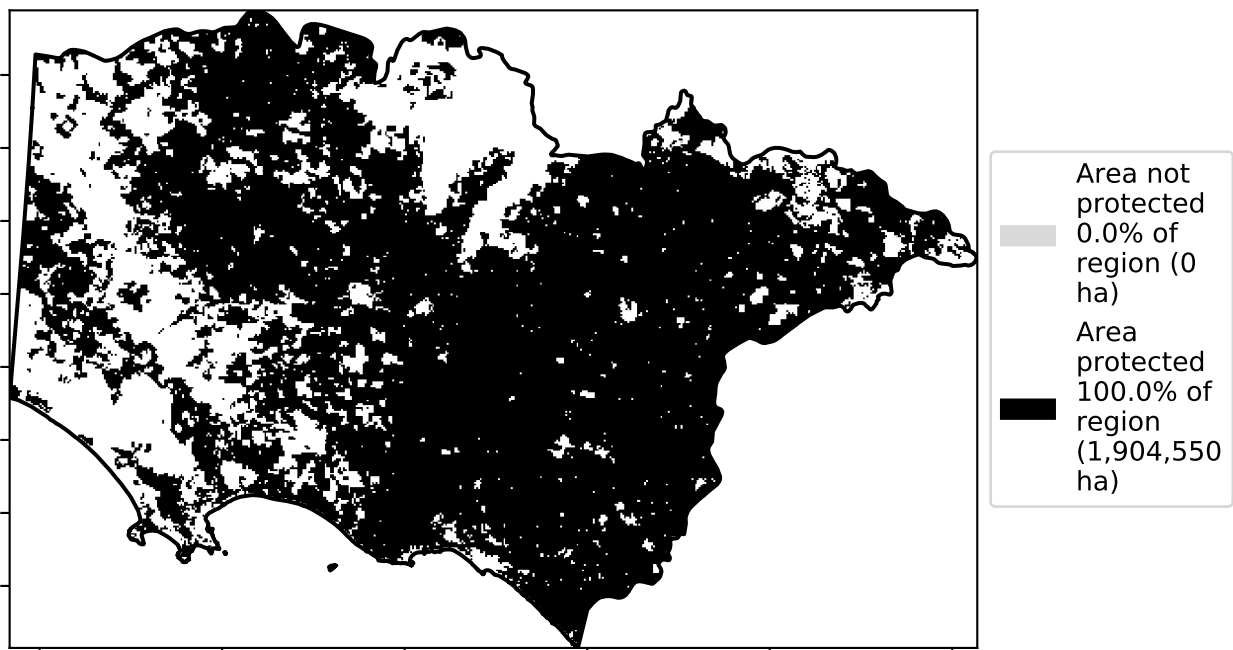 Area not
protected
0.0% of
region (0
ha)
Area
protected
100.0% of
region
(1,904,550
ha)